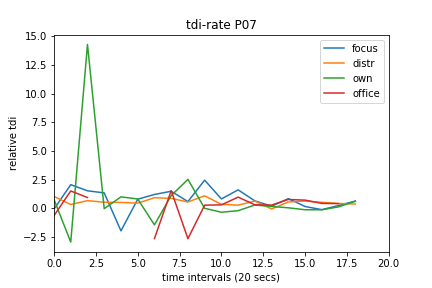 tdi-rate P07
15.0
12.5
10.0
7.5
5.0
2.5
0.0
−2.5
relative tdi
focus
distr
own
office
0.0 2.5 5.0 7.5 10.0 12.5 15.0 17.5 20.0
time intervals (20 secs)